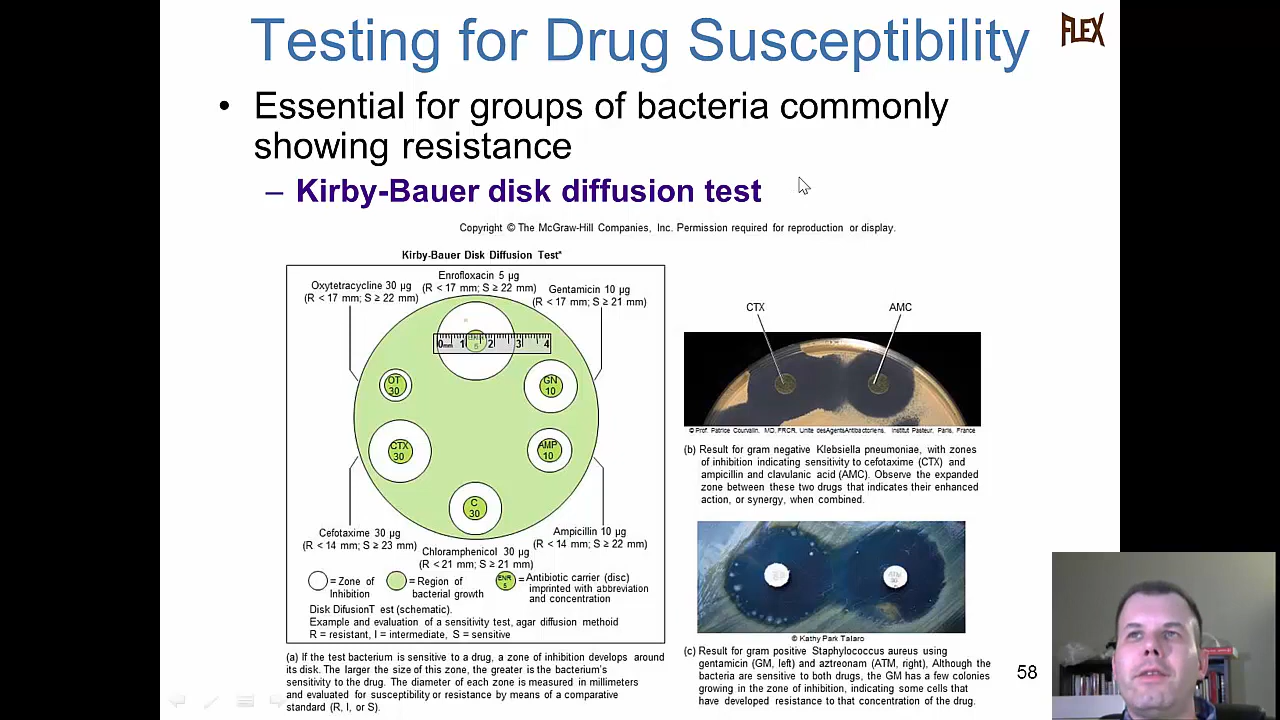 Testing for Drug Susceptibility
FLEX
• Essential for groups of bacteria commonly
showing resistance
– Kirby-Bauer disk diffusion test
Copyright © The McGraw-Hill Companies, Inc. Permission required for reproduction or display.
Kirby-Bauer Disk Diffusion Test*
Enrofloxacin 5 µg
(R < 17 mm; S ≥ 22 mm)
Oxytetracycline 30 µg
(R < 17 mm; S ≥ 22 mm)
Gentamicin 10 µg
(R < 17 mm; S ≥ 21 mm)
0mm 1 2 3 4
OT
30
GN
10
CTX
30
AMP
10
C
30
Cefotaxime 30 µg
(R < 14 mm; S ≥ 23 mm)
Ampicillin 10 µg
(R < 14 mm; S ≥ 22 mm)
Chloramphenicol 30 µg
(R < 21 mm; S ≥ 21 mm)
= Zone of
Inhibition
= Region of
bacterial growth
ENR
5
= Antibiotic carrier (disc)
imprinted with abbreviation
and concentration
Disk DifusionT est (schematic).
Example and evaluation of a sensitivity test, agar diffusion methoid
R = resistant, I = intermediate, S = sensitive
(a) If the test bacterium is sensitive to a drug, a zone of inhibition develops around
its disk. The larger the size of this zone, the greater is the bacterium's
sensitivity to the drug. The diameter of each zone is measured in millimeters
and evaluated for susceptibility or resistance by means of a comparative
standard (R, I, or S).
CTX
AMC
© Prof. Patrice Courvalin, MD, FRCR, Unite desAgentsAntibacteriens, Institut Pasteur, Paris, France
(b) Result for gram negative Klebsiella pneumoniae, with zones
of inhibition indicating sensitivity to cefotaxime (CTX) and
ampicillin and clavulanic acid (AMC). Observe the expanded
zone between these two drugs that indicates their enhanced
action, or synergy, when combined.
© Kathy Park Talaro
(c) Result for gram positive Staphylococcus aureus using
gentamicin (GM, left) and aztreonam (ATM, right), Although the
bacteria are sensitive to both drugs, the GM has a few colonies
growing in the zone of inhibition, indicating some cells that
have developed resistance to that concentration of the drug.
58